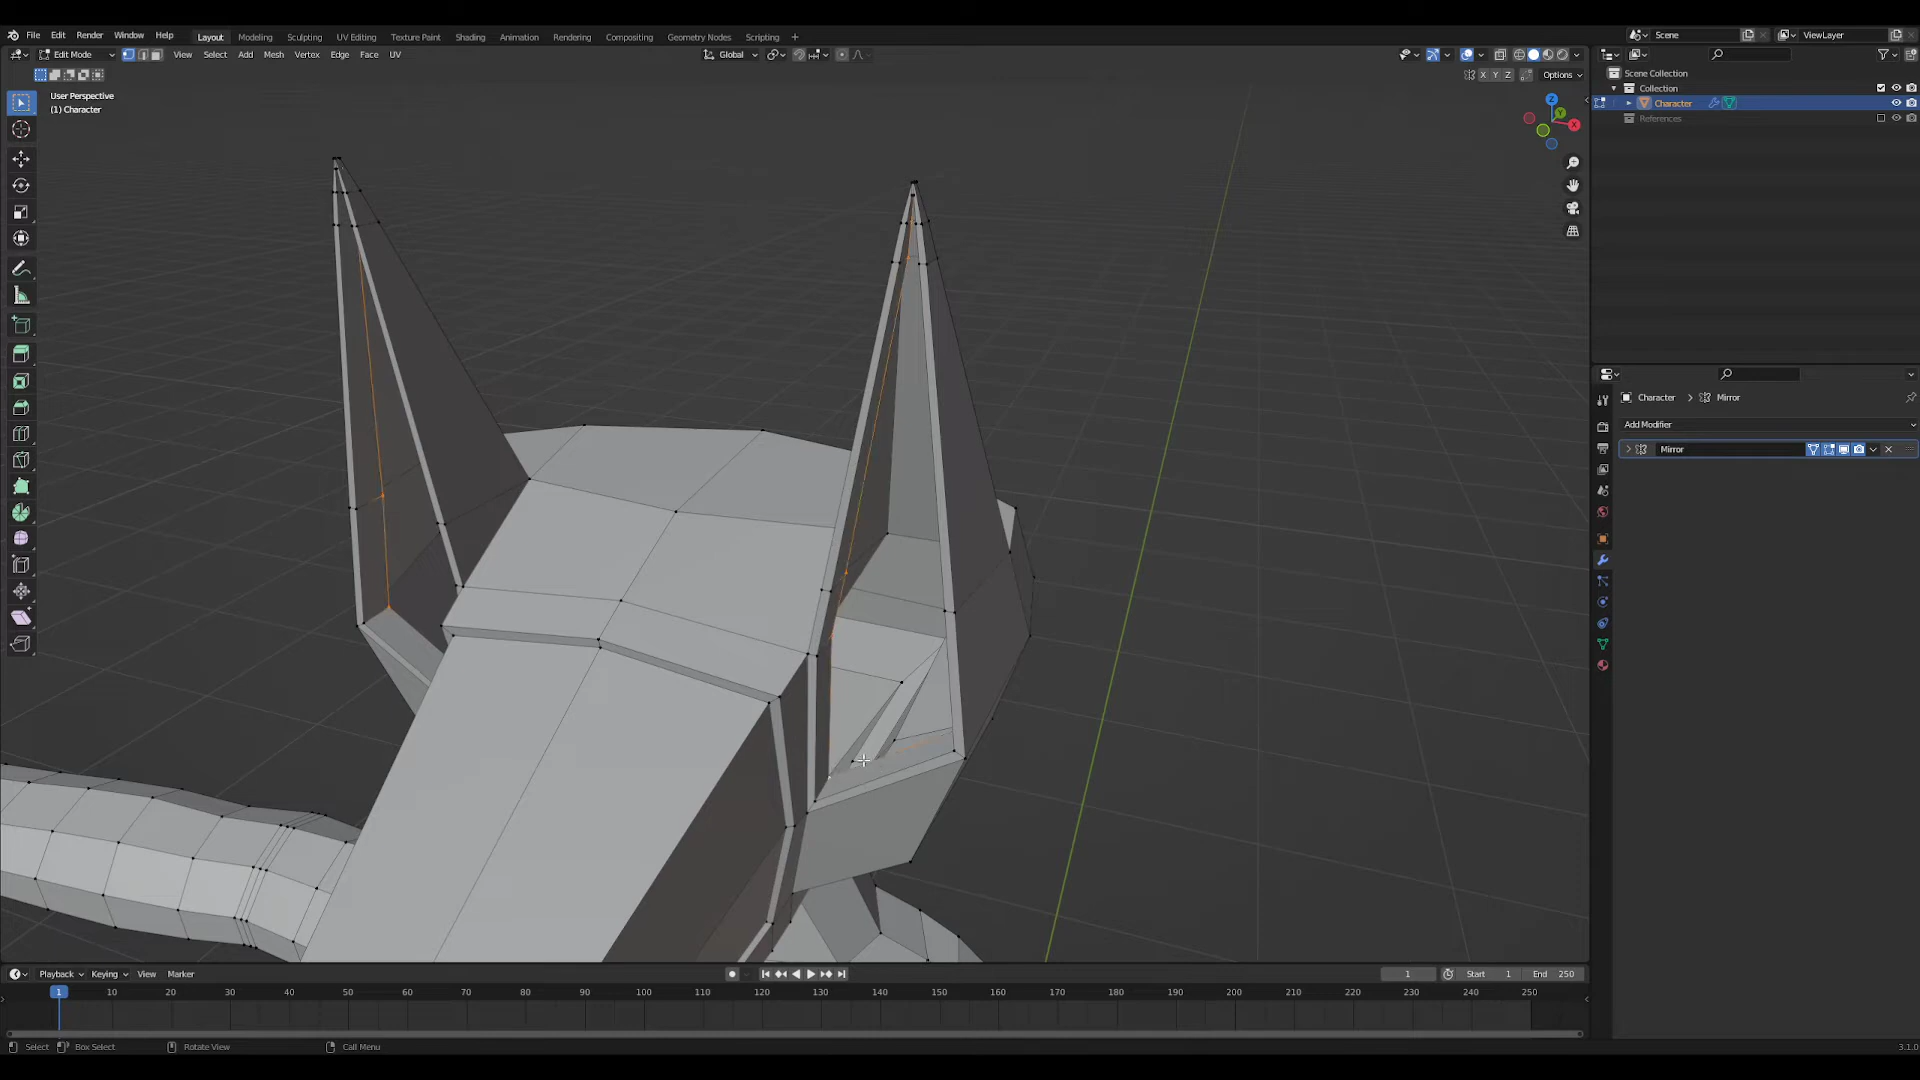 File Edit Render Window Help Layout Modeling Sculpting UV Editing Texture Paint Shading Animation Rendering Compositing Geometry Nodes Scripting + Scene ViewLayer
Edit Mode View Select Add Mesh Vertex Edge Face UV Global
X Y Z Options
User Perspective
(1) Character
Z
Y
X
Scene Collection
Collection
Character
References
Character > Mirror
Add Modifier
Mirror
Playback Keying View Marker 1 Start 1 End 250
1 10 20 30 40 50 60 70 80 90 100 110 120 130 140 150 160 170 180 190 200 210 220 230 240 250
Select Box Select Rotate View Call Menu 3.1.0